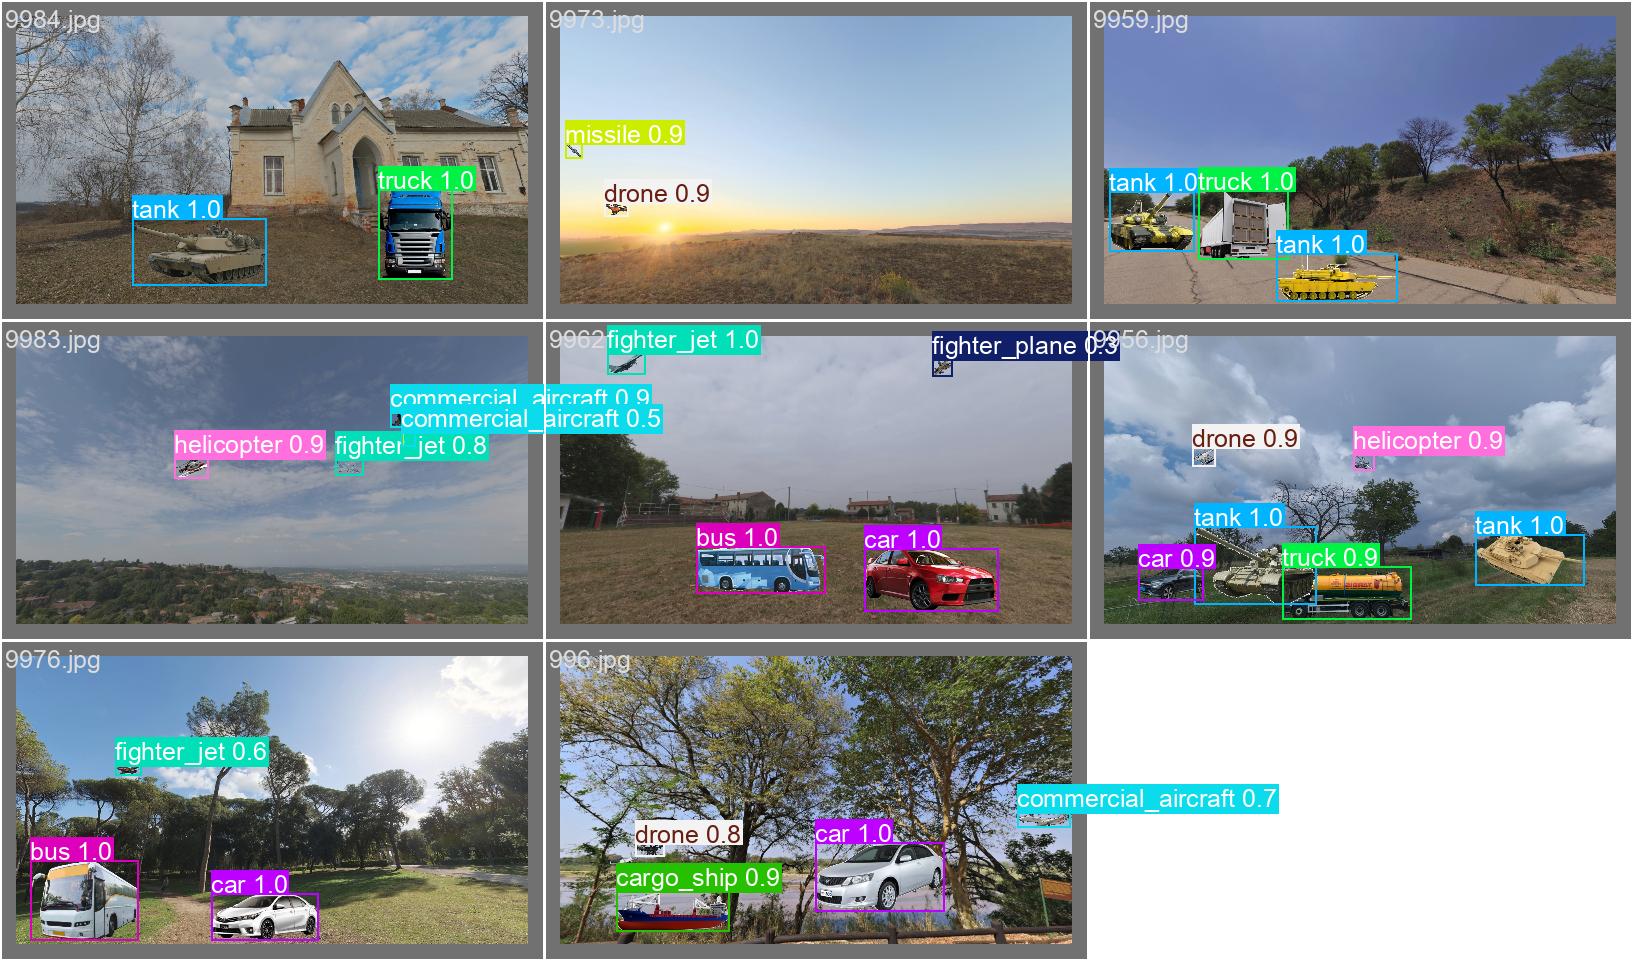 9984.jpg
truck 1.0
tank 1.0
9973.jpg
missile 0.9
drone 0.9
9959.jpg
tank 1.0
truck 1.0
tank 1.0
9983.jpg
commercial_aircraft 0.9
commercial_aircraft 0.5
helicopter 0.9
fighter_jet 0.8
9962
fighter_jet 1.0
fighter_plane 0.3
bus 1.0
car 1.0
9956.jpg
drone 0.9
helicopter 0.9
tank 1.0
tank 1.0
car 0.9
truck 0.9
9976.jpg
fighter_jet 0.6
bus 1.0
car 1.0
996.jpg
commercial_aircraft 0.7
drone 0.8
car 1.0
cargo_ship 0.9